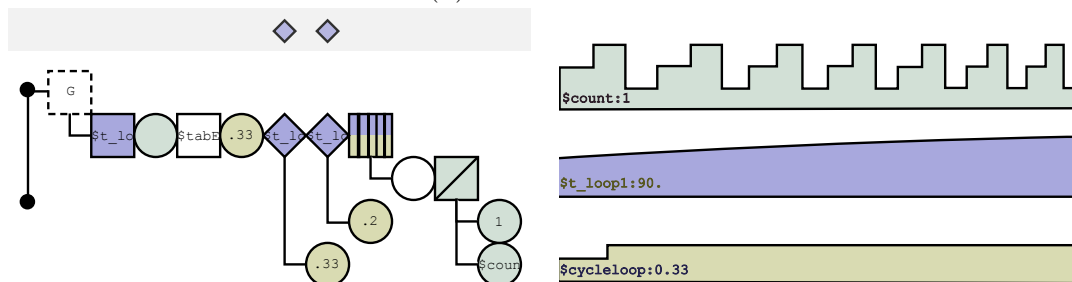 G
$t_lo $tabE .33 $t_lo $t_lo
1
.2
.33 $coun
$count:1
$t_loop1:90.
$cycleloop:0.33